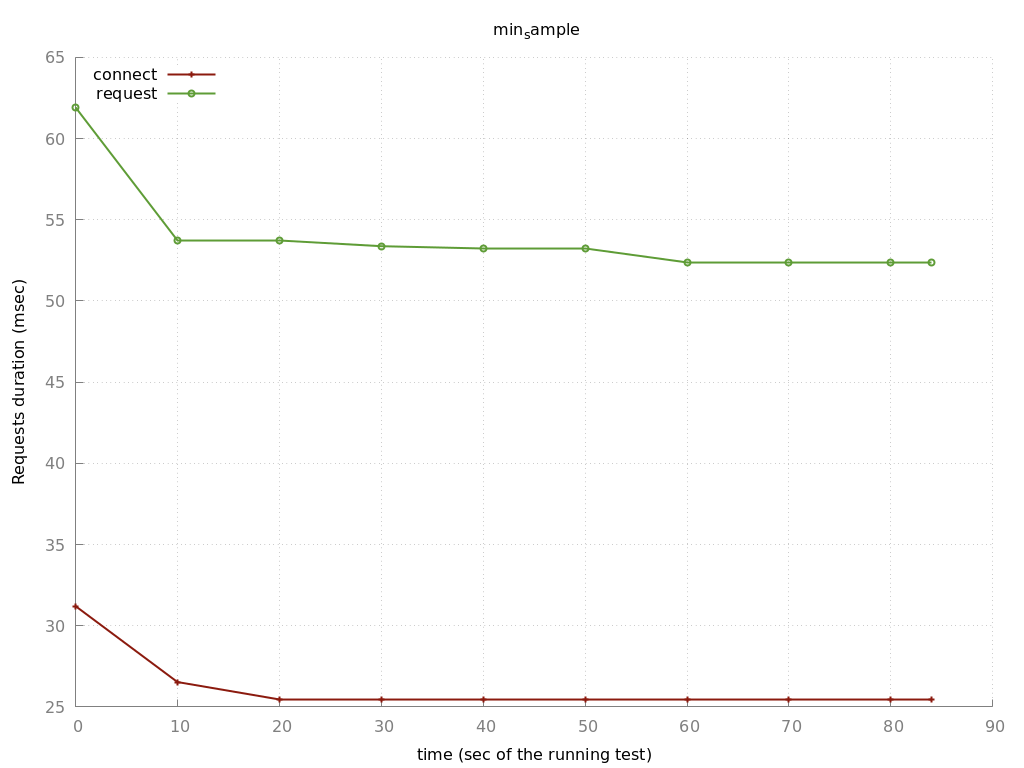 min_sample
connect
request
65
60
55
50
45
40
35
30
25
Requests duration (msec)
0 10 20 30 40 50 60 70 80 90
time (sec of the running test)